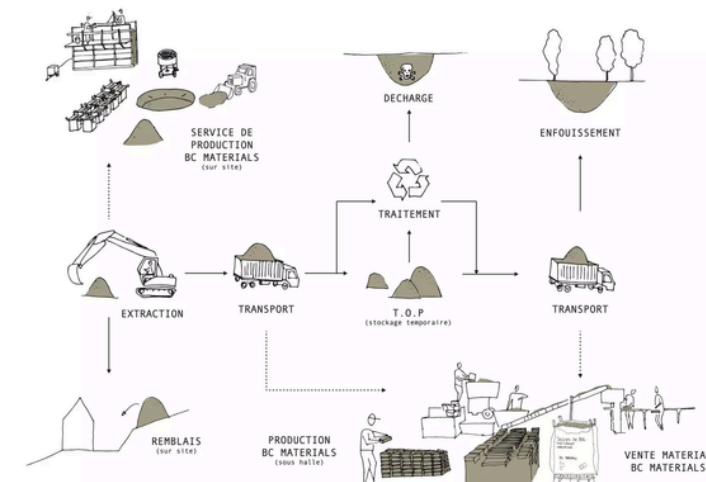 DECHARGE
ENFOUISSEMENT
SERVICE DE
PRODUCTION
BC MATERIALS
(sur site)
TRAITEMENT
EXTRACTION
TRANSPORT
T.O.P
(stockage temporaire)
TRANSPORT
REMBLAIS
(sur site)
PRODUCTION
BC MATERIALS
(sous halle)
VENTE MATERIA
BC MATERIALS